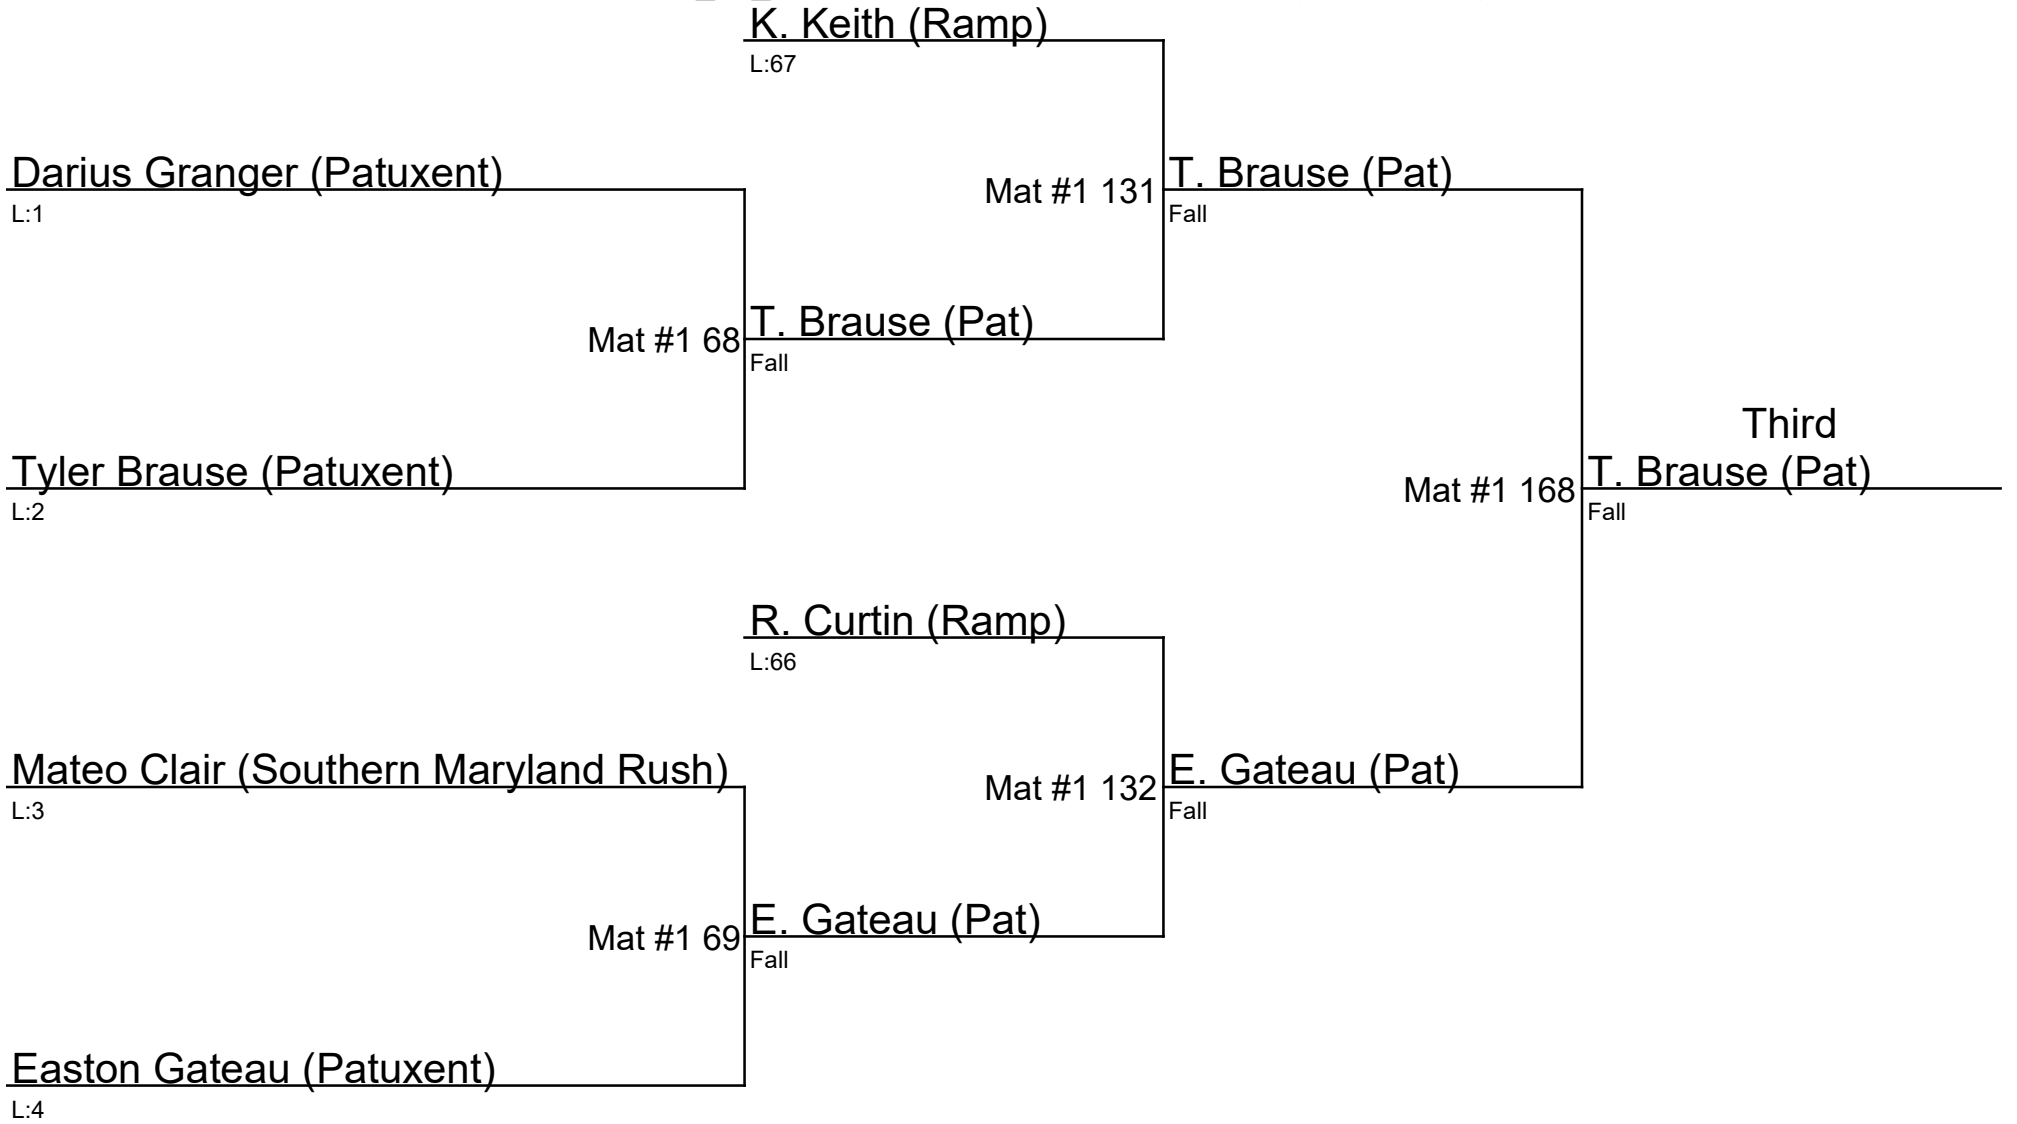 K. Keith (Ramp)
L:67
Darius Granger (Patuxent)
L:1
Mat #1 131
T. Brause (Pat)
Fall
Mat #1 68
T. Brause (Pat)
Fall
Tyler Brause (Patuxent)
L:2
Third
Mat #1 168
T. Brause (Pat)
Fall
R. Curtin (Ramp)
L:66
Mateo Clair (Southern Maryland Rush)
L:3
Mat #1 132
E. Gateau (Pat)
Fall
Mat #1 69
E. Gateau (Pat)
Fall
Easton Gateau (Patuxent)
L:4